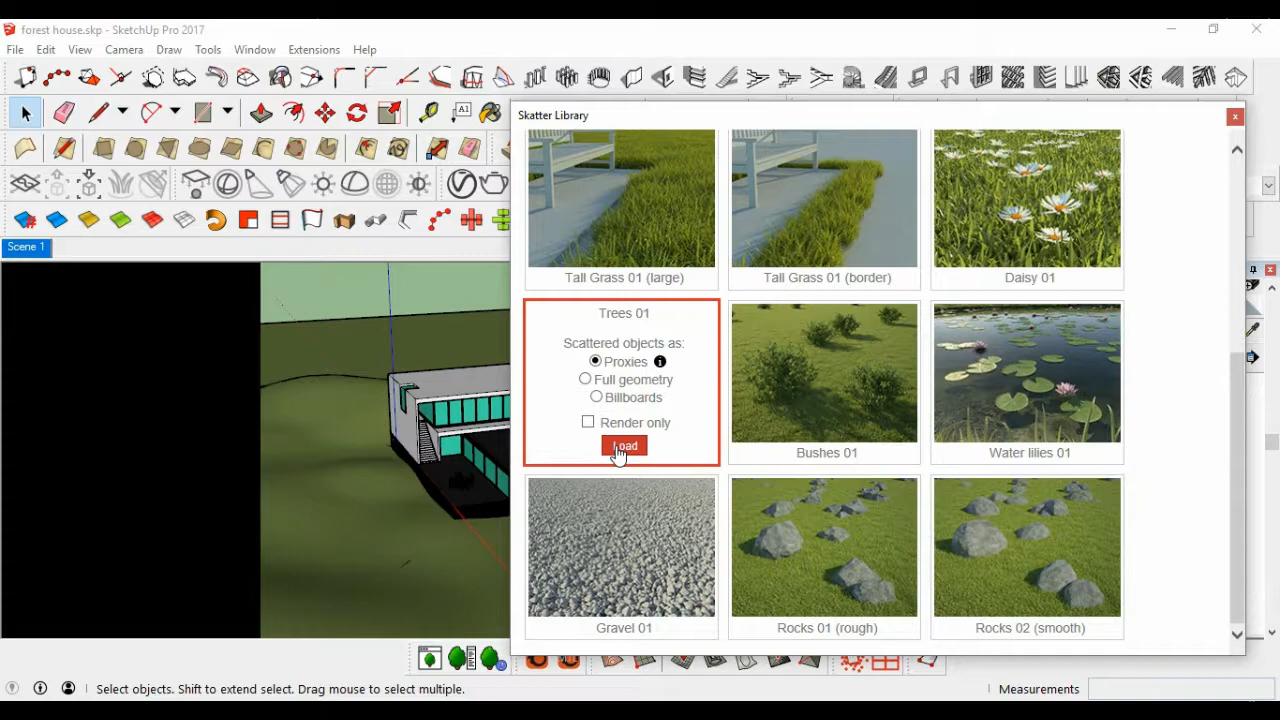 forest house.skp - SketchUp Pro 2017
File Edit View Camera Draw Tools Window Extensions Help
A1
Skatter Library
Scene 1
Tall Grass 01 (large)
Tall Grass 01 (border)
Daisy 01
Trees 01
Scattered objects as:
Proxies
Full geometry
Billboards
Render only
Load
Bushes 01
Water lilies 01
Gravel 01
Rocks 01 (rough)
Rocks 02 (smooth)
Select objects. Shift to extend select. Drag mouse to select multiple.
Measurements